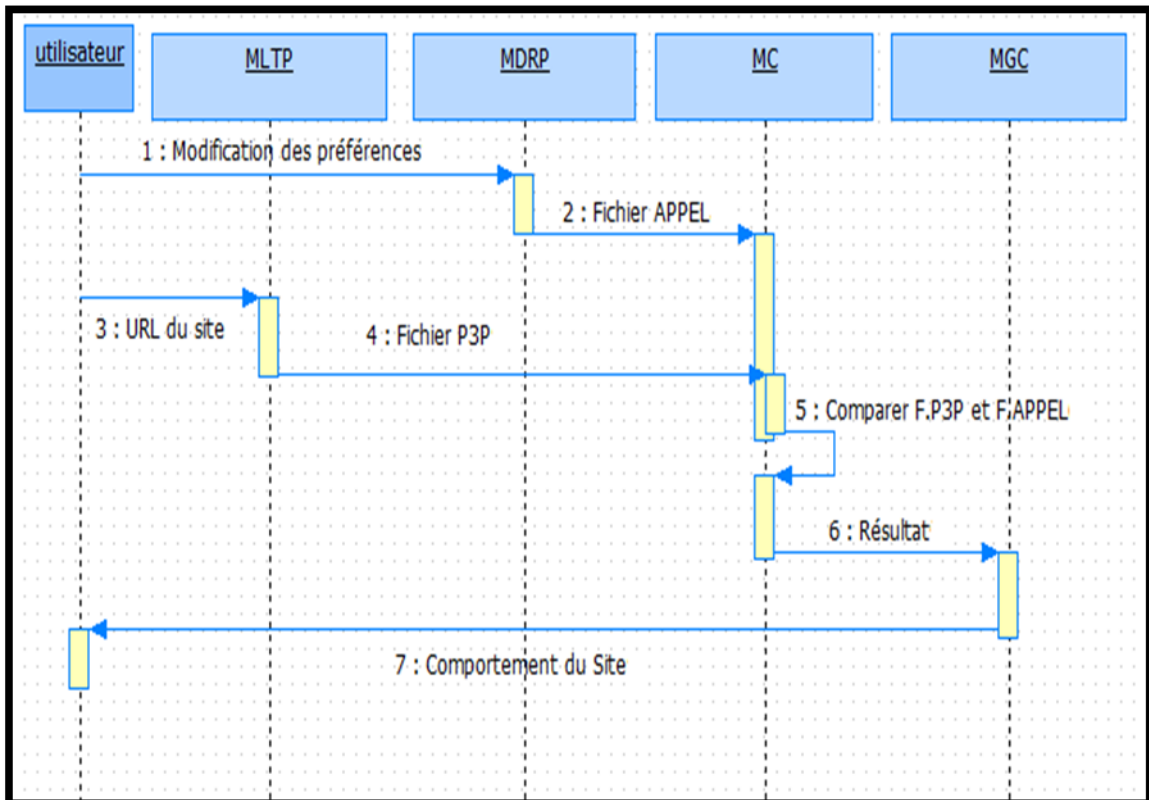 utilisateur
MLTP
MDRP
MC
MGC
1 : Modification des préférences
2 : Fichier APPEL
3 : URL du site
4 : Fichier P3P
5 : Comparer F.P3P et F.APPEL
6 : Résultat
7 : Comportement du Site